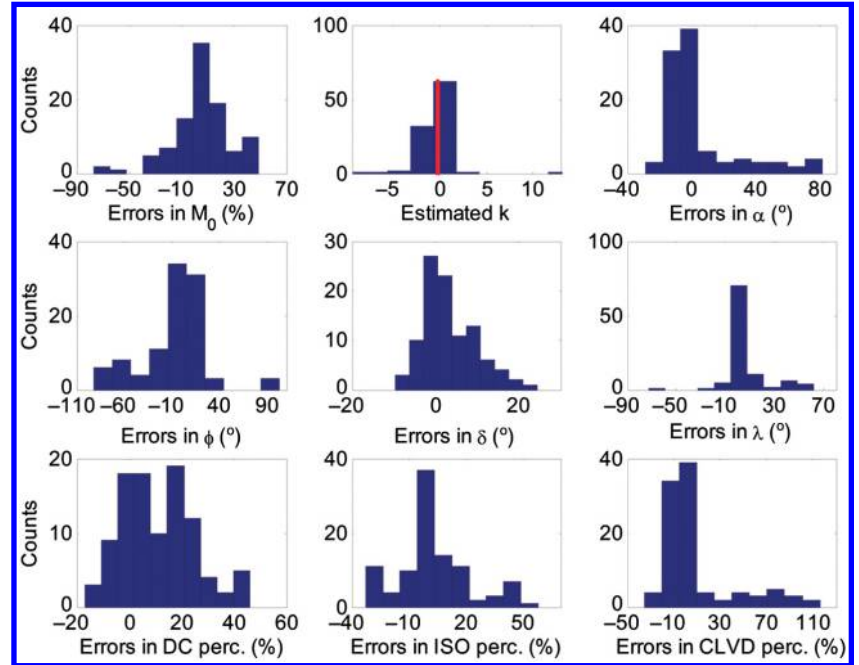 40
20
0
Counts
–90 –50 –10 30 70
Errors in M0 (%)
100
50
0
–5 0 5 10
Estimated k
40
20
0
–40 0 40 80
Errors in α (º)
40
30
20
10
0
Counts
–110 –60 –10 40 90
Errors in ϕ (º)
30
20
10
0
–20 0 20
Errors in δ (º)
100
50
0
–90 –50 –10 30 70
Errors in λ (º)
20
10
0
Counts
–20 0 20 40 60
Errors in DC perc. (%)
40
20
0
–40 –10 20 50
Errors in ISO perc. (%)
40
20
0
–50 –10 30 70 110
Errors in CLVD perc. (%)